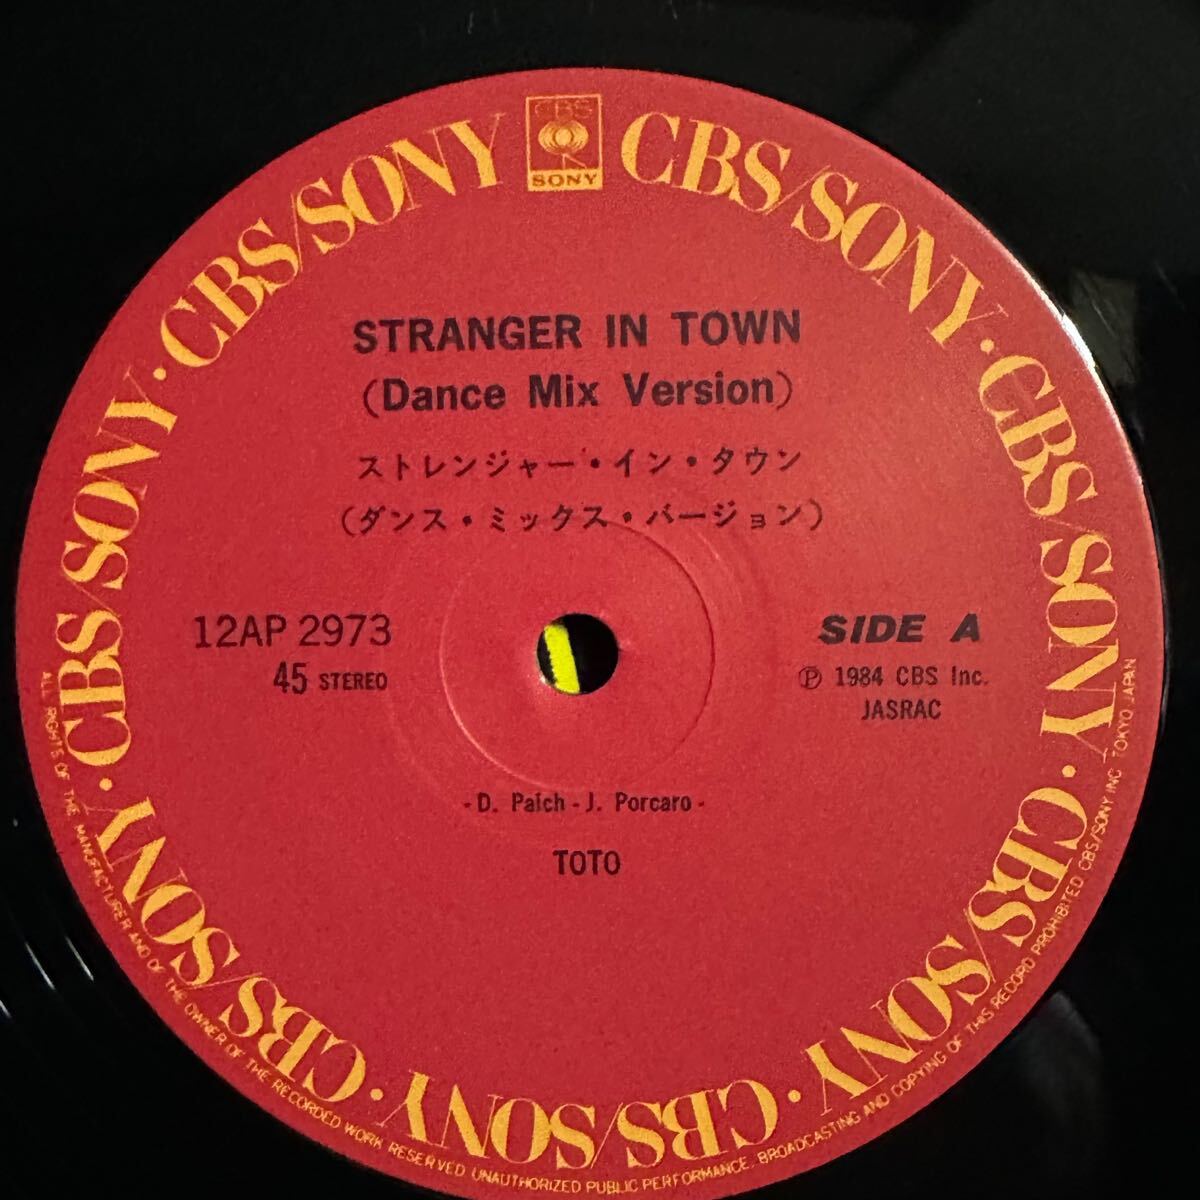 CBS
SONY
CBS/SONY · CBS/SONY · CBS/SONY · CBS/SONY · CBS/SONY · CBS/SONY · CBS/SONY · CBS/SONY · CBS/SONY
STRANGER IN TOWN
(Dance Mix Version)
ストレンジャー・イン・タウン
(ダンス・ミックス・バージョン)
12AP 2973
45 STEREO
SIDE A
Ⓟ 1984 CBS Inc.
JASRAC
- D. Paich - J. Porcaro -
TOTO
ALL RIGHTS OF THE MANUFACTURER AND OF THE OWNER OF THE RECORDED WORK RESERVED UNAUTHORIZED PUBLIC PERFORMANCE, BROADCASTING AND COPYING OF THIS RECORD PROHIBITED CBS/SONY INC TOKYO JAPAN